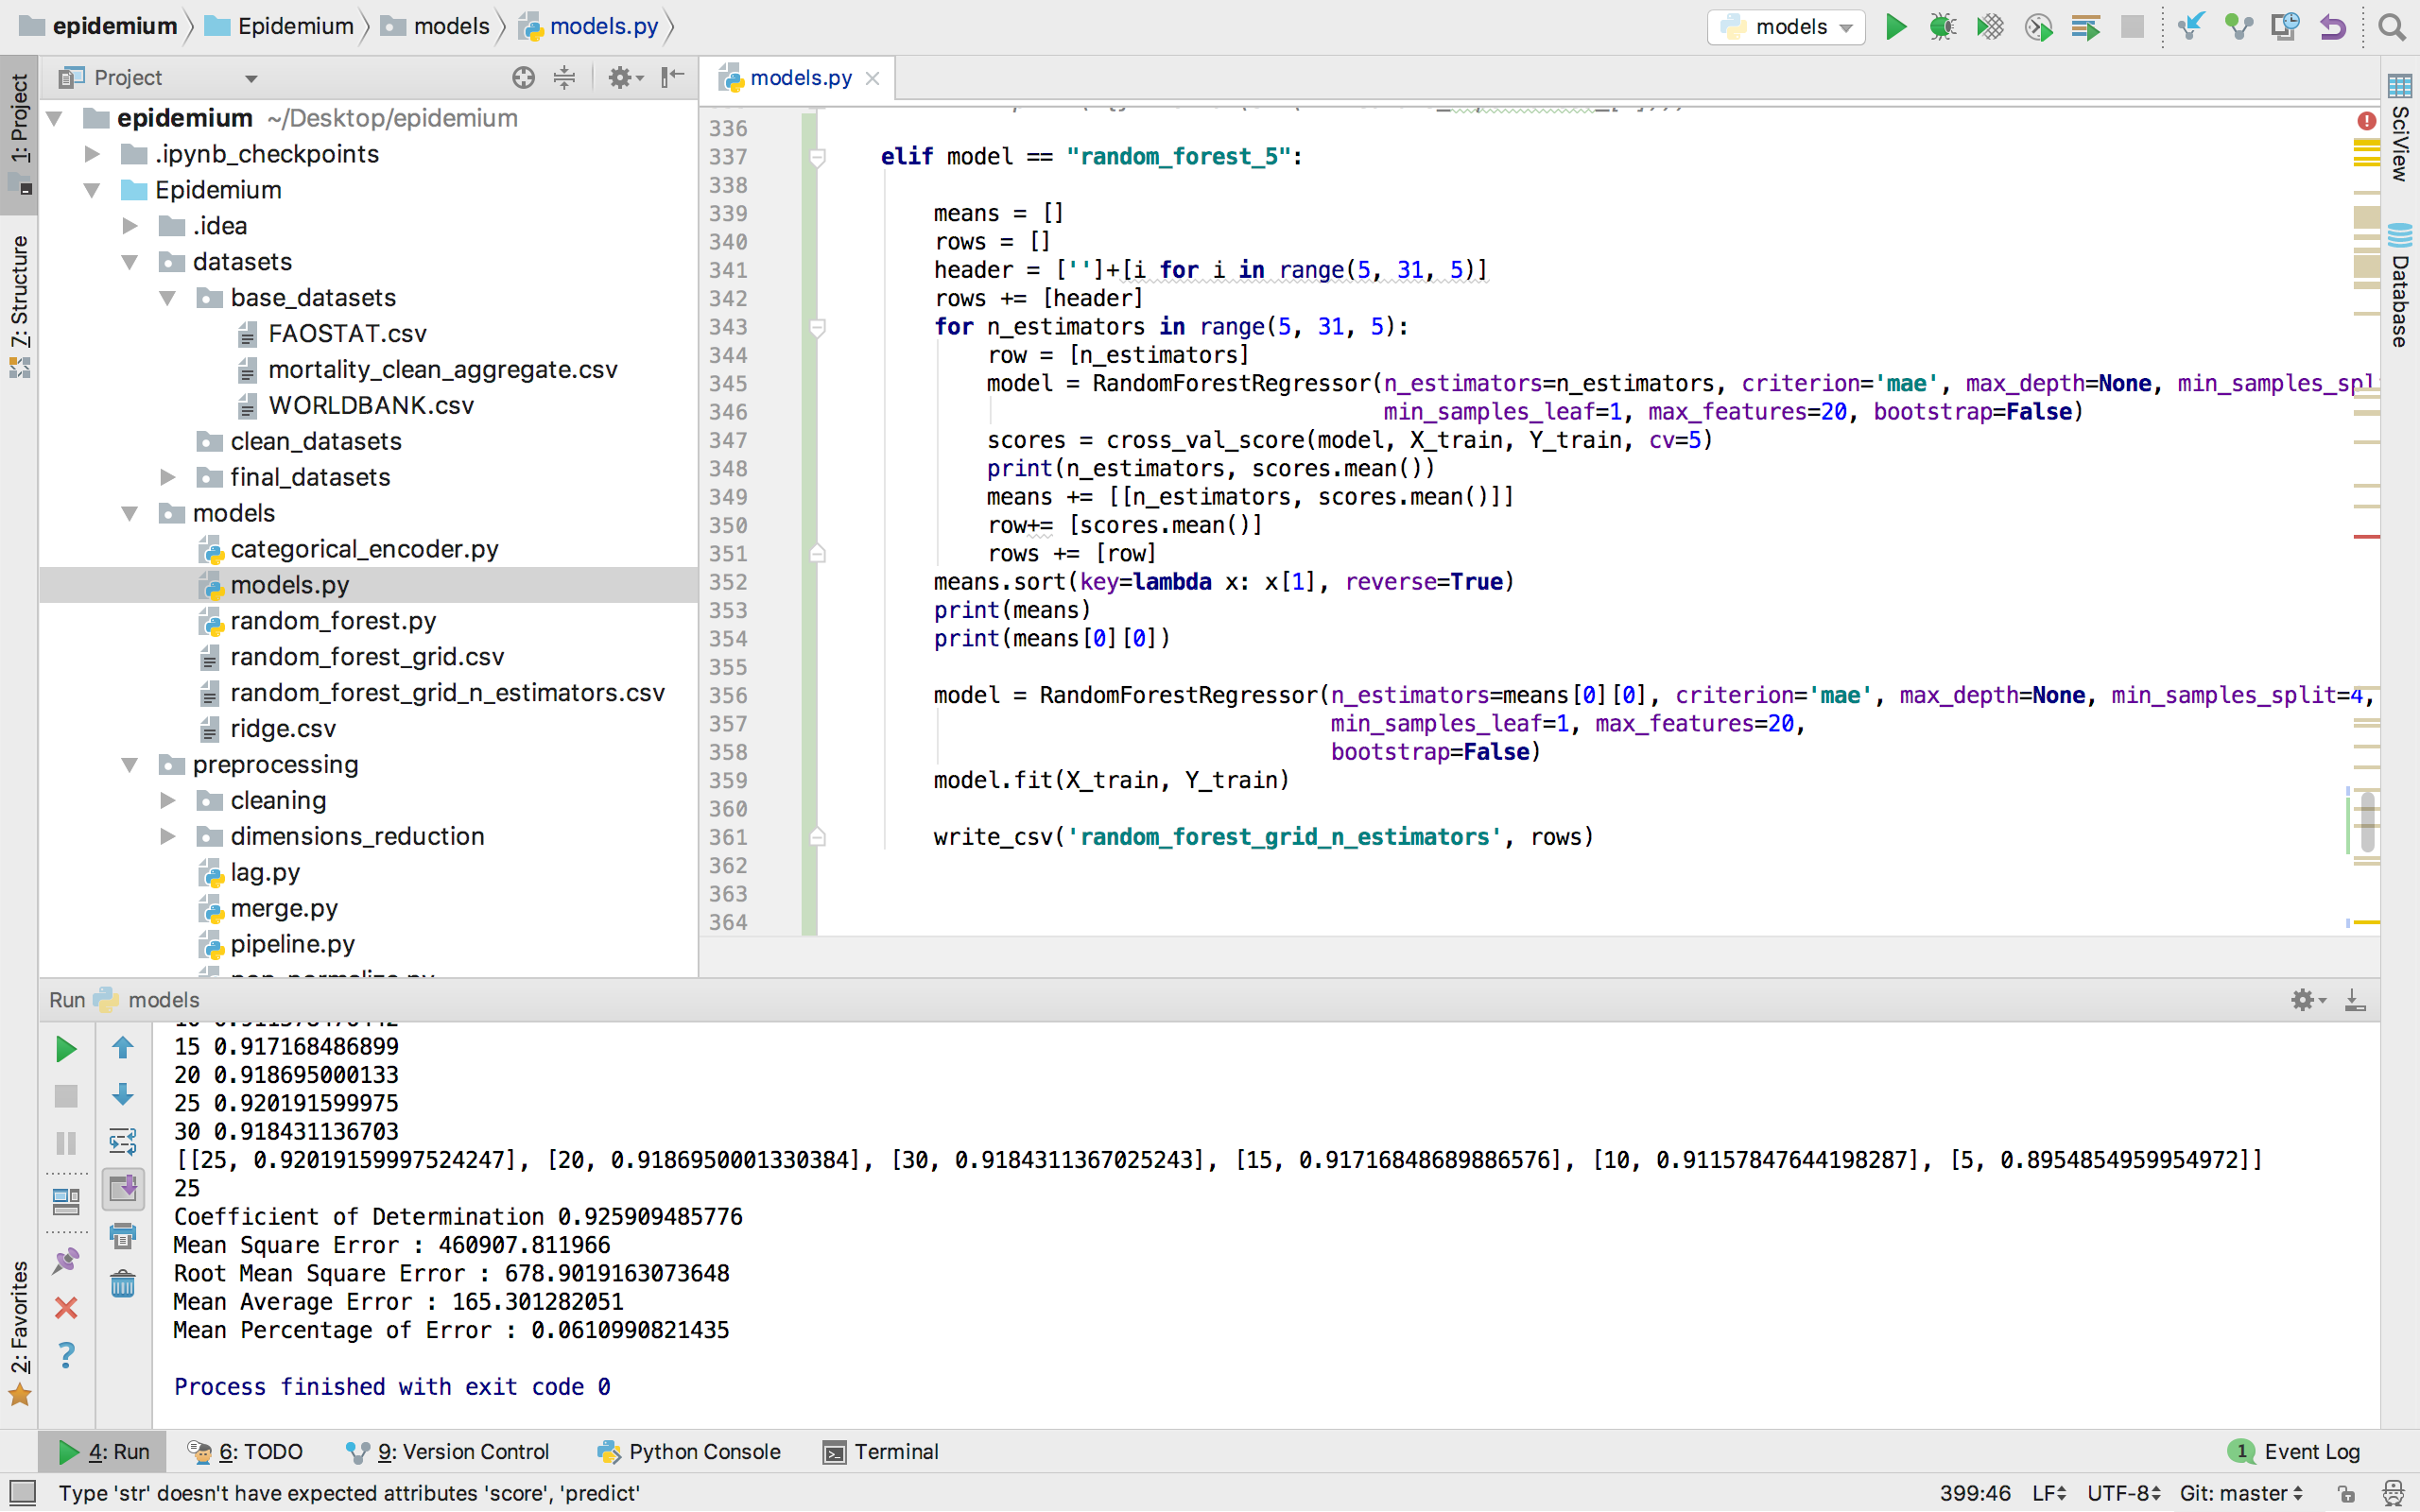 epidemium Epidemium models models.py models
1: Project
7: Structure
2: Favorites
SciView
Database
Project
epidemium ~/Desktop/epidemium
.ipynb_checkpoints
Epidemium
.idea
datasets
base_datasets
FAOSTAT.csv
mortality_clean_aggregate.csv
WORLDBANK.csv
clean_datasets
final_datasets
models
categorical_encoder.py
models.py
random_forest.py
random_forest_grid.csv
random_forest_grid_n_estimators.csv
ridge.csv
preprocessing
cleaning
dimensions_reduction
lag.py
merge.py
pipeline.py
models.py
336
337 elif model == "random_forest_5":
338
339 means = []
340 rows = []
341 header = ['']+[i for i in range(5, 31, 5)]
342 rows += [header]
343 for n_estimators in range(5, 31, 5):
344 row = [n_estimators]
345 model = RandomForestRegressor(n_estimators=n_estimators, criterion='mae', max_depth=None, min_samples_spl
346 min_samples_leaf=1, max_features=20, bootstrap=False)
347 scores = cross_val_score(model, X_train, Y_train, cv=5)
348 print(n_estimators, scores.mean())
349 means += [[n_estimators, scores.mean()]]
350 row+= [scores.mean()]
351 rows += [row]
352 means.sort(key=lambda x: x[1], reverse=True)
353 print(means)
354 print(means[0][0])
355
356 model = RandomForestRegressor(n_estimators=means[0][0], criterion='mae', max_depth=None, min_samples_split=4,
357 min_samples_leaf=1, max_features=20,
358 bootstrap=False)
359 model.fit(X_train, Y_train)
360
361 write_csv('random_forest_grid_n_estimators', rows)
362
363
364
Run models
15 0.917168486899
20 0.918695000133
25 0.920191599975
30 0.918431136703
[[25, 0.92019159997524247], [20, 0.9186950001330384], [30, 0.9184311367025243], [15, 0.91716848689886576], [10, 0.91157847644198287], [5, 0.8954854959954972]]
25
Coefficient of Determination 0.925909485776
Mean Square Error : 460907.811966
Root Mean Square Error : 678.9019163073648
Mean Average Error : 165.301282051
Mean Percentage of Error : 0.0610990821435
Process finished with exit code 0
4: Run 6: TODO 9: Version Control Python Console Terminal 1 Event Log
Type 'str' doesn't have expected attributes 'score', 'predict' 399:46 LF UTF-8 Git: master